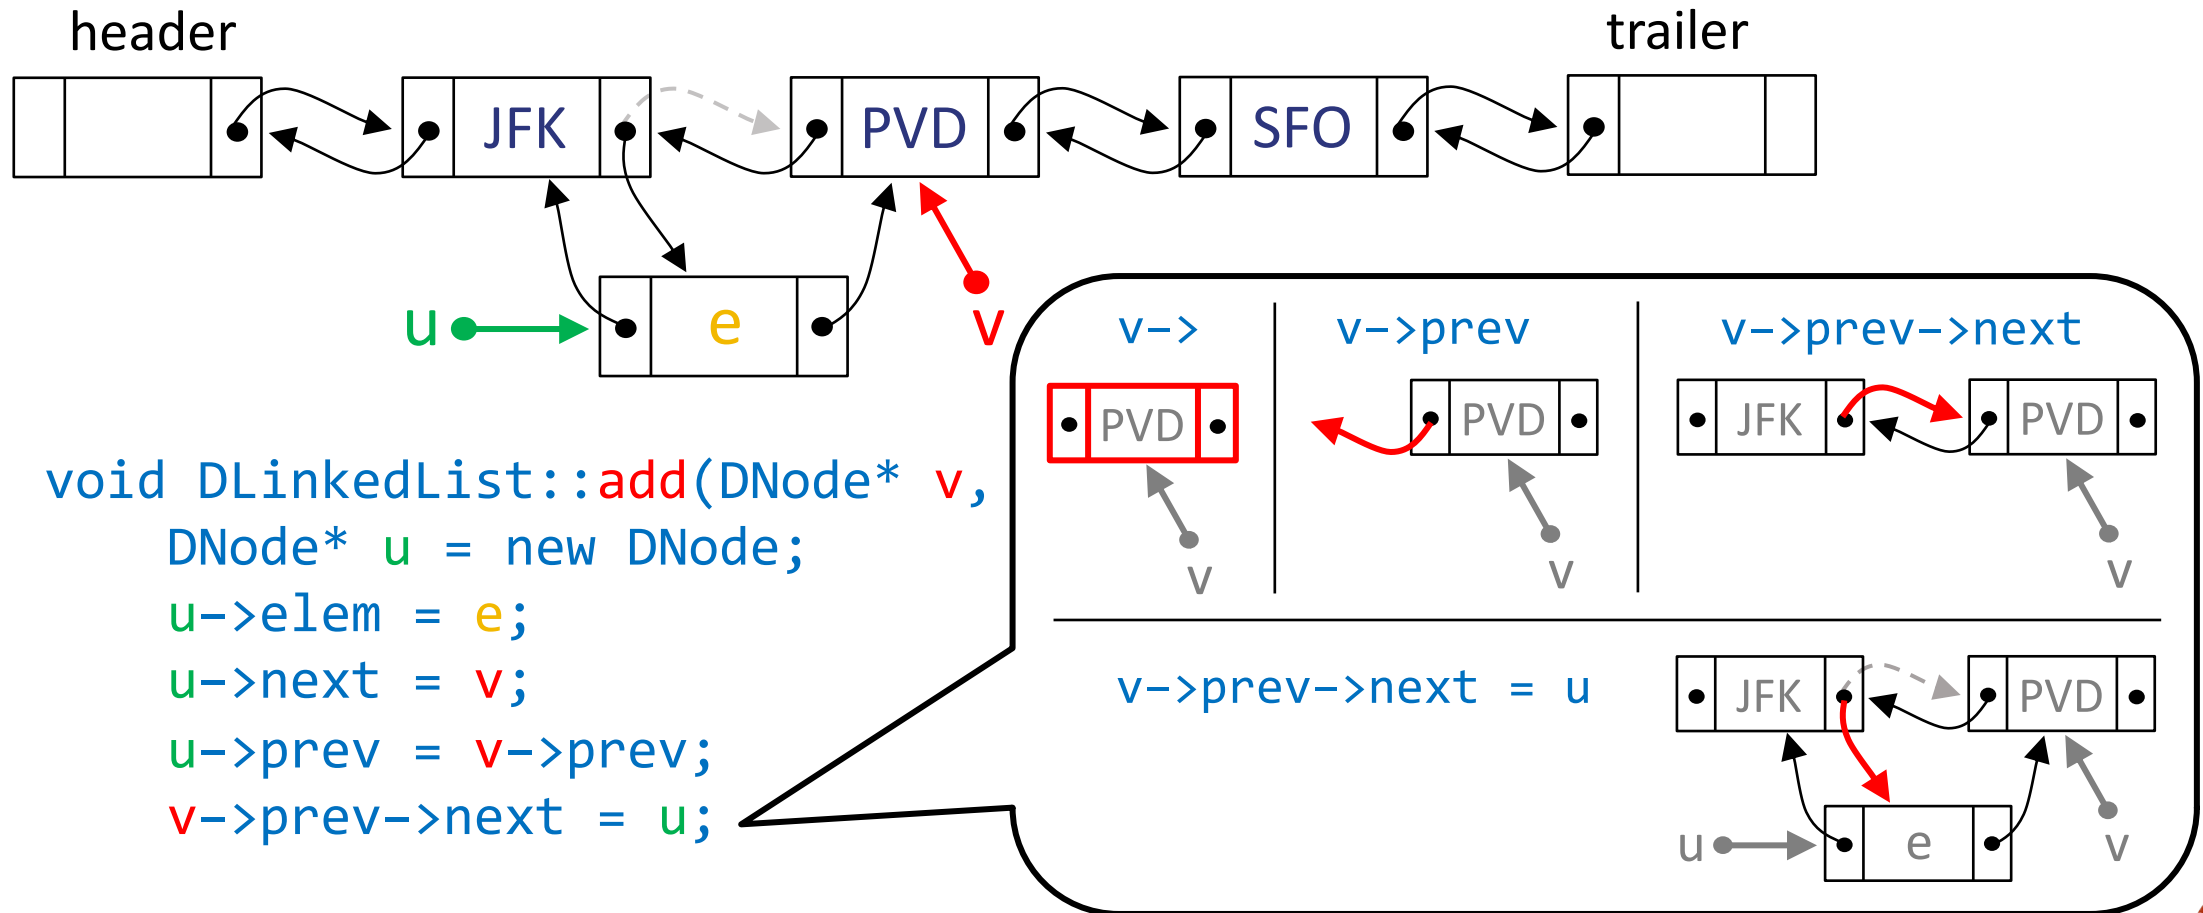 header
trailer
JFK
PVD
SFO
u
e
v
void DLinkedList::add(DNode* v,
DNode* u = new DNode;
u->elem = e;
u->next = v;
u->prev = v->prev;
v->prev->next = u;
v->
v->prev
v->prev->next
PVD
PVD
JFK
PVD
v
v
v
v->prev->next = u
JFK
PVD
u
e
v